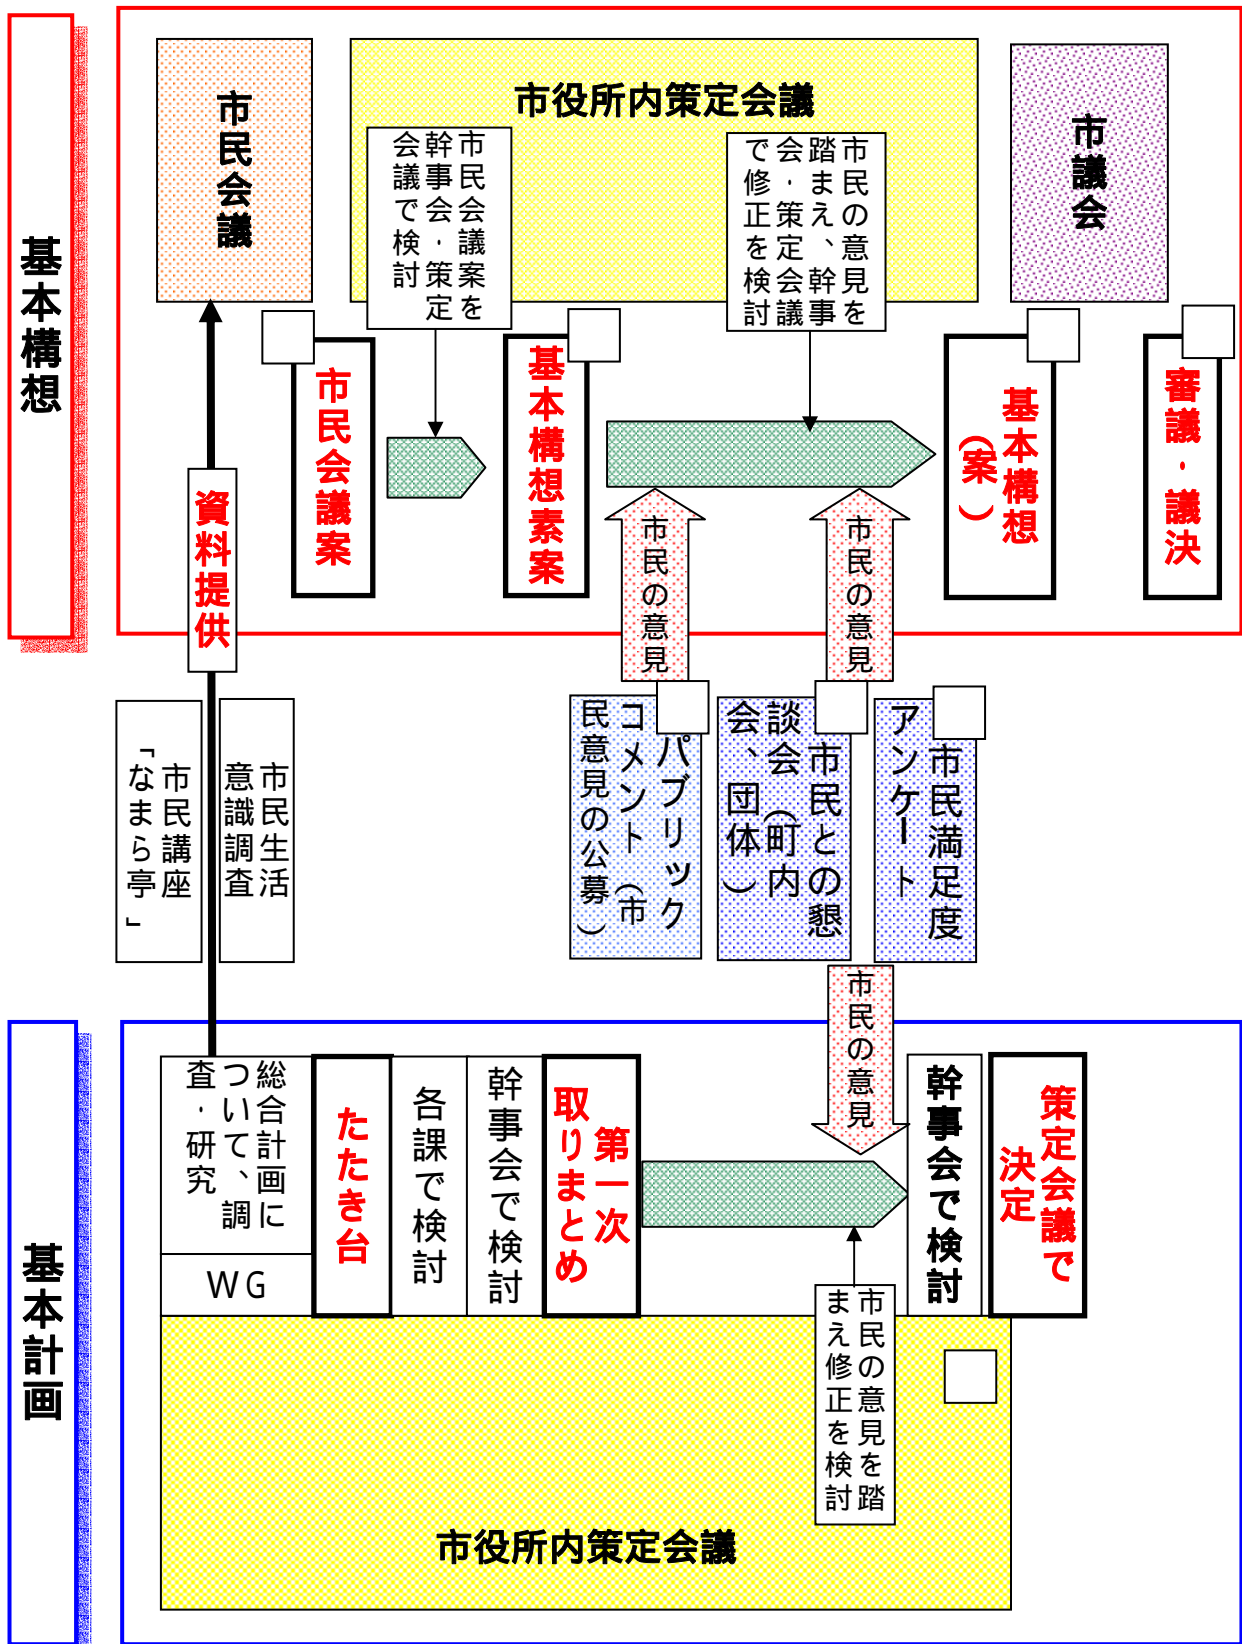 基本構想
市民会議
市役所内策定会議
市民会議案を
幹事会・策定
会議で検討
市民の意見を
踏まえ、幹事
会・策定会議
で修正を検討
市議会
市民会議案
基本構想素案
基本構想
（案）
審議・議決
資料提供
市民の意見
市民の意見
市民講座
「なまら亭」
市民生活
意識調査
パブリック
コメント（市
民意見の公募）
市民との懇
談会（町内
会、団体）
市民満足度
アンケート
市民の意見
基本計画
総合計画に
ついて、調
査・研究
WG
たたき台
各課で検討
幹事会で検討
第一次
取りまとめ
幹事会で検討
策定会議で
決定
市民の意見を踏
まえ修正を検討
市役所内策定会議